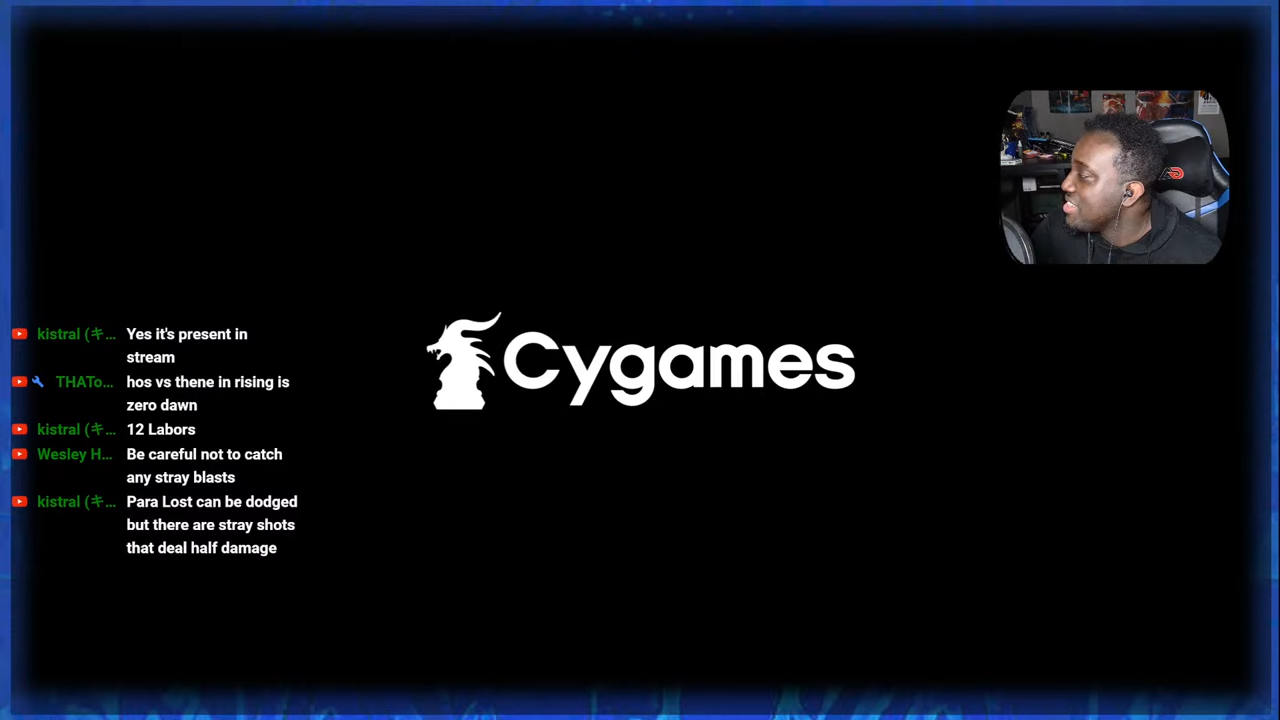 Cygames
kistral (キ... Yes it's present in
stream
THATo... hos vs thene in rising is
zero dawn
kistral (キ... 12 Labors
Wesley H... Be careful not to catch
any stray blasts
kistral (キ... Para Lost can be dodged
but there are stray shots
that deal half damage